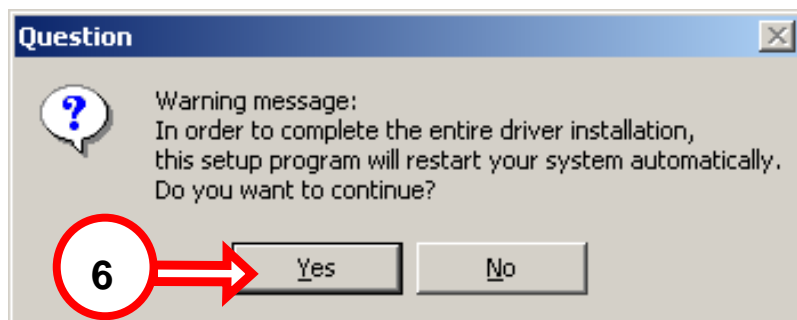 Question
Warning message:
In order to complete the entire driver installation,
this setup program will restart your system automatically.
Do you want to continue?
6
Yes
No